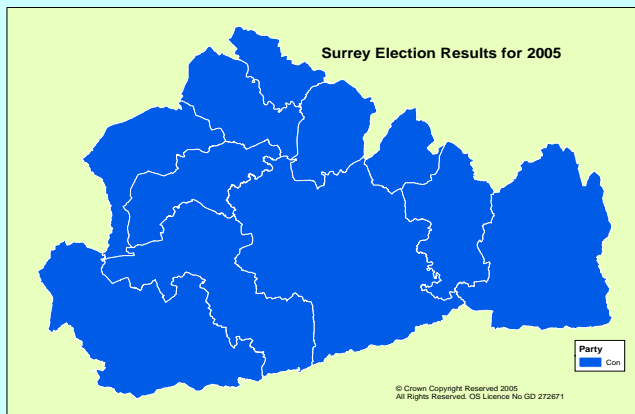 Surrey Election Results for 2005
Party
Con
© Crown Copyright Reserved 2005
All Rights Reserved. OS Licence No GD 272671